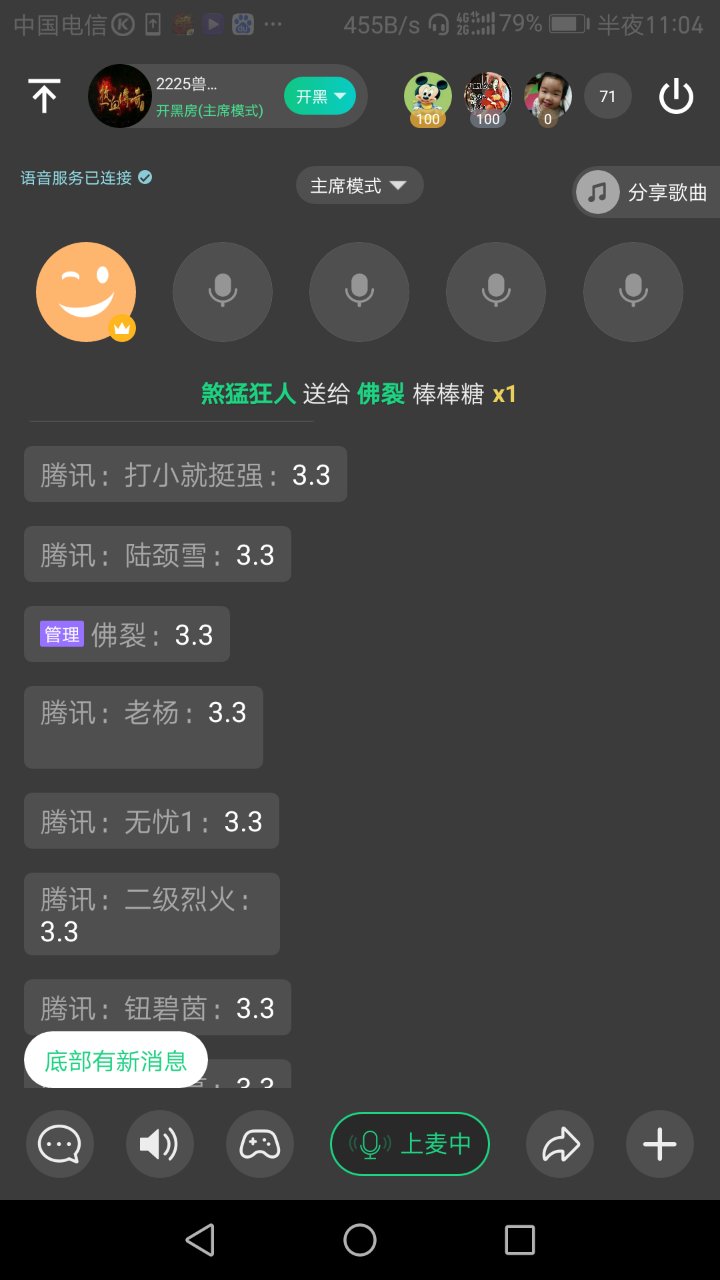 中国电信 455B/s 4G 2G 79% 半夜11:04
2225兽...
开黑房(主席模式)
开黑
100
100
0
71
语音服务已连接
主席模式
分享歌曲
煞猛狂人 送给 佛裂 棒棒糖 x1
腾讯：打小就挺强：3.3
腾讯：陆颈雪：3.3
管理 佛裂：3.3
腾讯：老杨：3.3
腾讯：无忧1：3.3
腾讯：二级烈火：
3.3
腾讯：钮碧茵：3.3
底部有新消息
3.3
上麦中